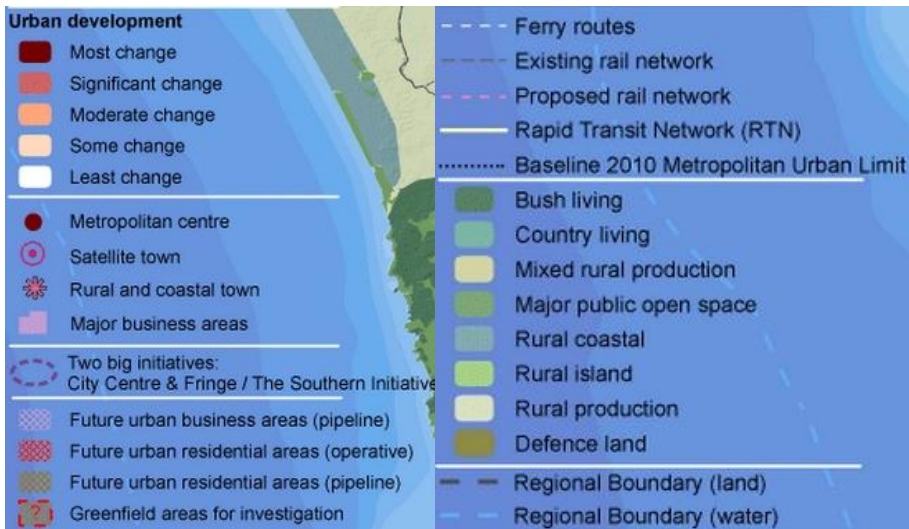 Urban development
Most change
Significant change
Moderate change
Some change
Least change
Metropolitan centre
Satellite town
Rural and coastal town
Major business areas
Two big initiatives:
City Centre & Fringe / The Southern Initiative
Future urban business areas (pipeline)
Future urban residential areas (operative)
Future urban residential areas (pipeline)
?
Greenfield areas for investigation
Ferry routes
Existing rail network
Proposed rail network
Rapid Transit Network (RTN)
Baseline 2010 Metropolitan Urban Limit
Bush living
Country living
Mixed rural production
Major public open space
Rural coastal
Rural island
Rural production
Defence land
Regional Boundary (land)
Regional Boundary (water)